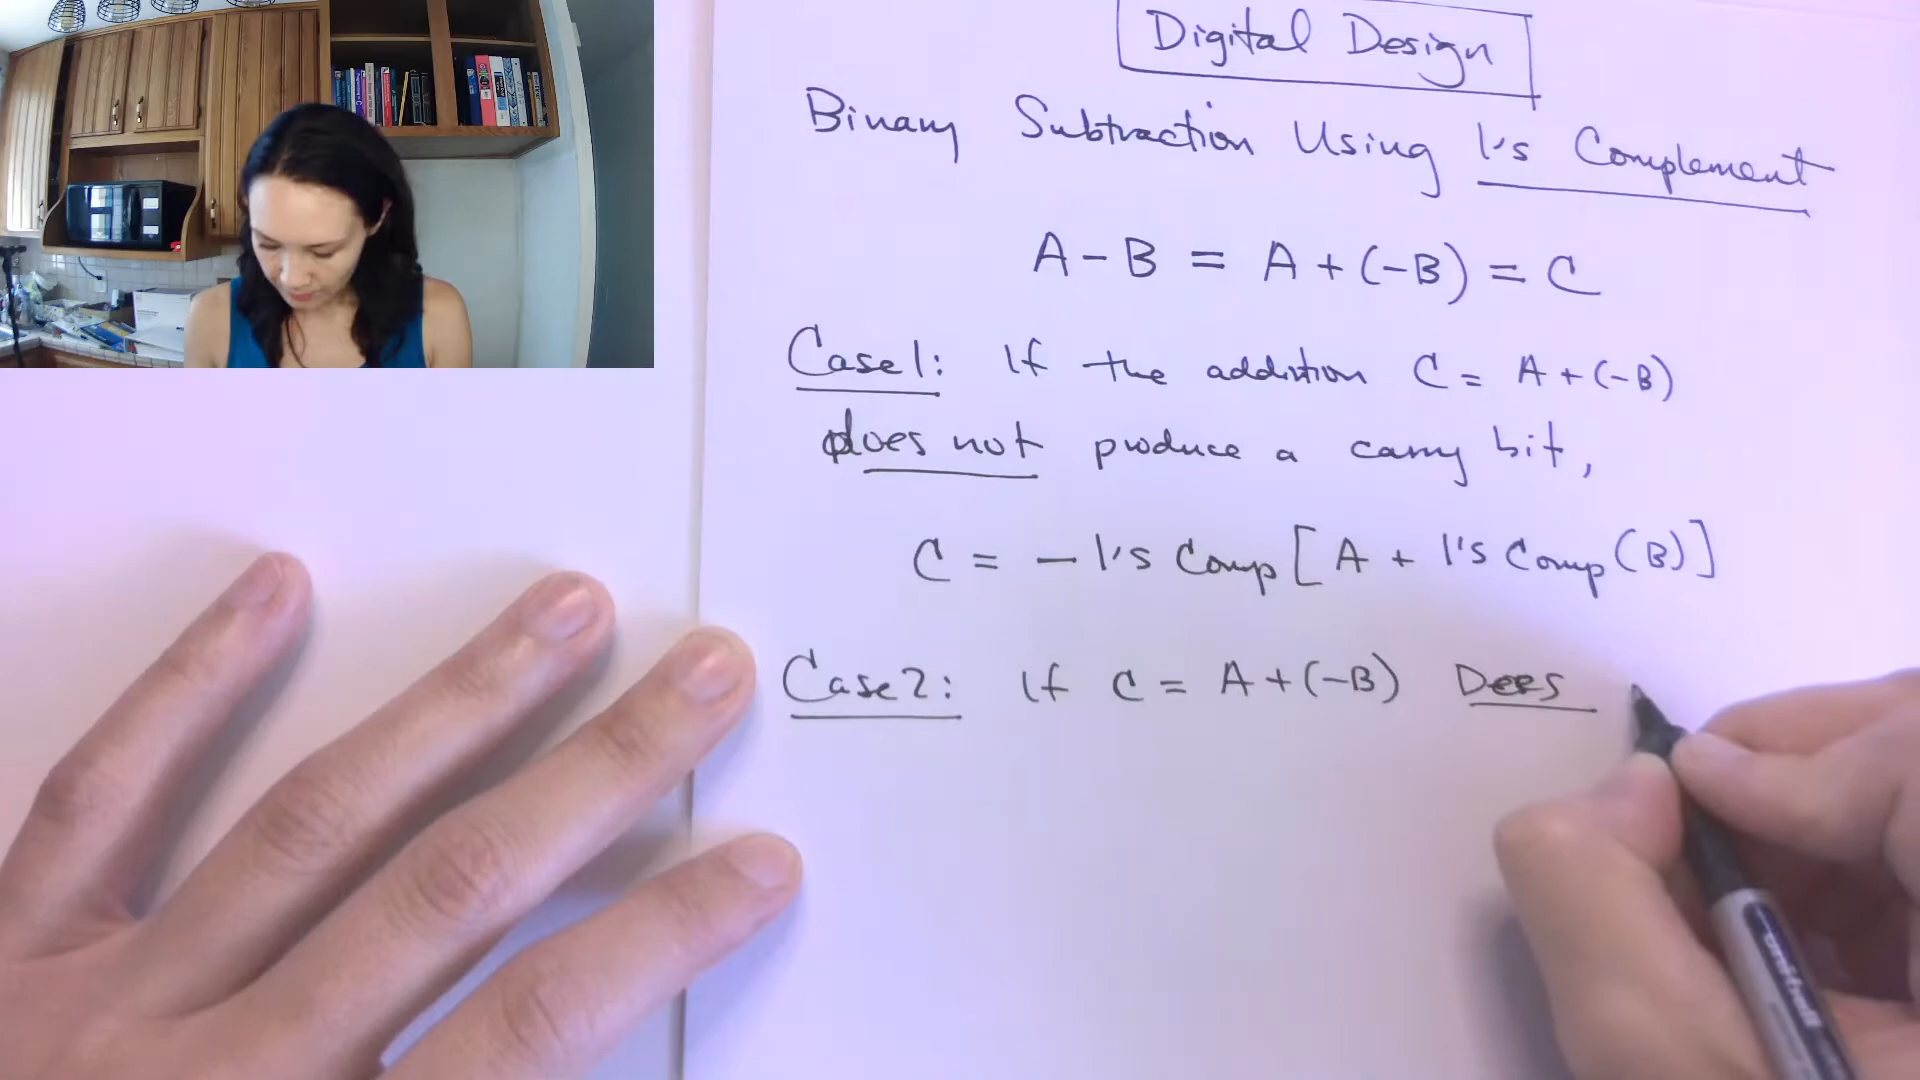 Digital Design
Binary Subtraction Using 1's Complement
A - B = A + (-B) = C
Case 1: If the addition C = A + (-B)
does not produce a carry bit,
C = - 1's Comp [ A + 1's Comp (B) ]
Case 2: If C = A + (-B) Does
uniball